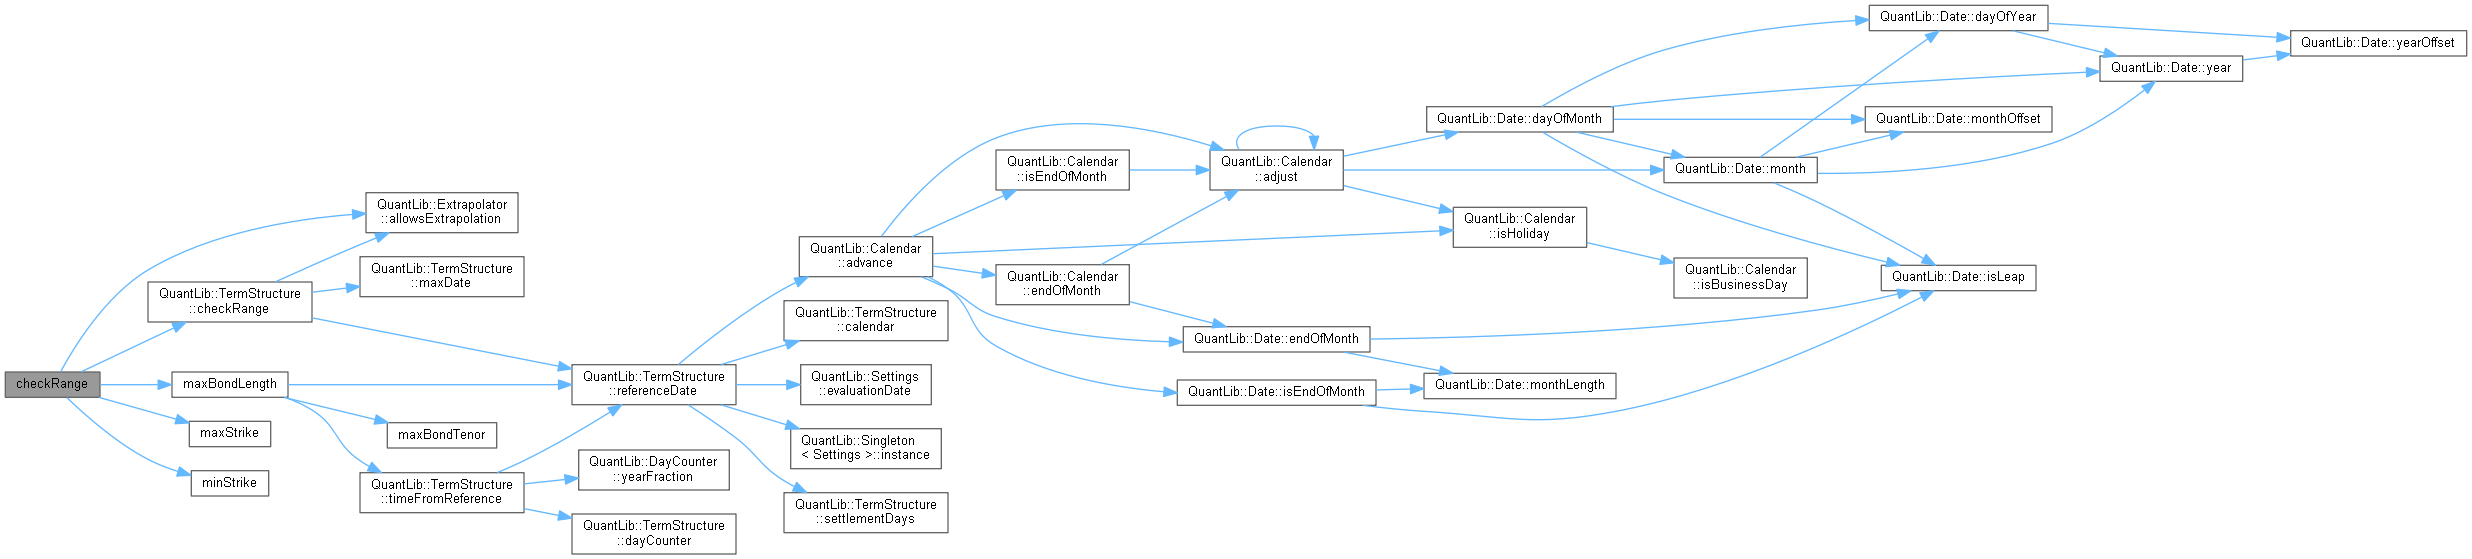 checkRange
QuantLib::Extrapolator
::allowsExtrapolation
QuantLib::TermStructure
::maxDate
QuantLib::TermStructure
::checkRange
maxBondLength
maxStrike
minStrike
maxBondTenor
QuantLib::TermStructure
::timeFromReference
QuantLib::TermStructure
::referenceDate
QuantLib::DayCounter
::yearFraction
QuantLib::TermStructure
::dayCounter
QuantLib::Calendar
::advance
QuantLib::TermStructure
::calendar
QuantLib::Settings
::evaluationDate
QuantLib::Singleton
< Settings >::instance
QuantLib::TermStructure
::settlementDays
QuantLib::Calendar
::isEndOfMonth
QuantLib::Calendar
::endOfMonth
QuantLib::Calendar
::adjust
QuantLib::Date::endOfMonth
QuantLib::Date::isEndOfMonth
QuantLib::Date::dayOfMonth
QuantLib::Calendar
::isHoliday
QuantLib::Date::monthLength
QuantLib::Date::month
QuantLib::Calendar
::isBusinessDay
QuantLib::Date::dayOfYear
QuantLib::Date::monthOffset
QuantLib::Date::isLeap
QuantLib::Date::year
QuantLib::Date::yearOffset